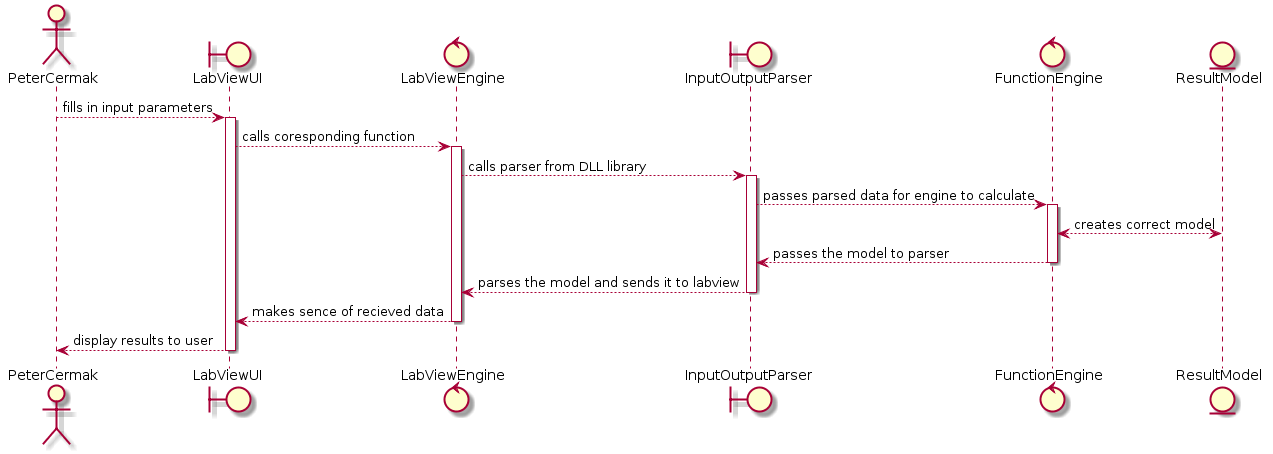 PeterCermak
LabViewUI
LabViewEngine
InputOutputParser
FunctionEngine
ResultModel
fills in input parameters
calls coresponding function
calls parser from DLL library
passes parsed data for engine to calculate
creates correct model
passes the model to parser
parses the model and sends it to labview
makes sence of recieved data
display results to user
PeterCermak
LabViewUI
LabViewEngine
InputOutputParser
FunctionEngine
ResultModel